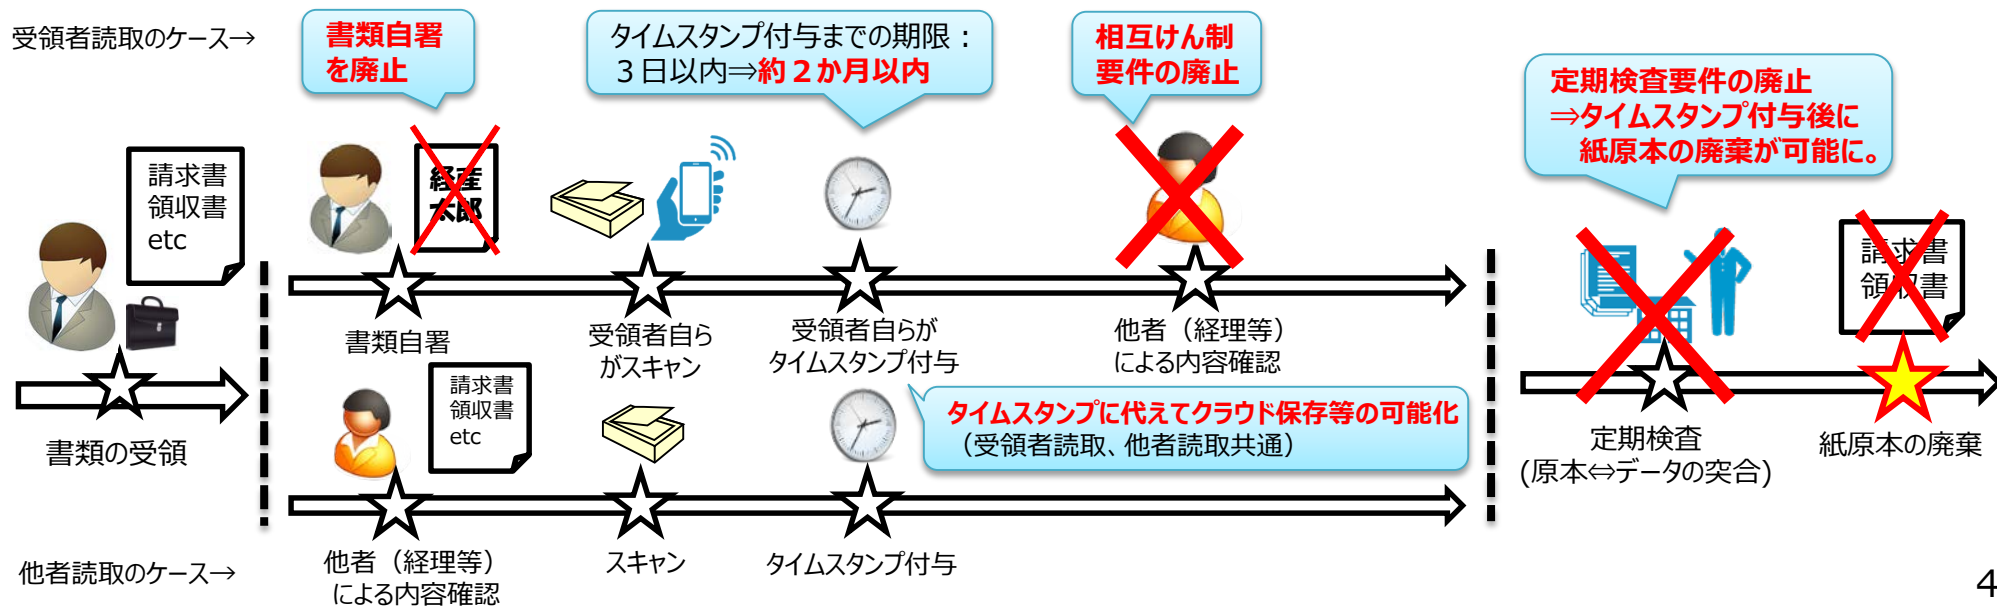 受領者読取のケース→
書類自署
を廃止
タイムスタンプ付与までの期限：
３日以内⇒約２か月以内
相互けん制
要件の廃止
定期検査要件の廃止
⇒タイムスタンプ付与後に
紙原本の廃棄が可能に。
請求書
領収書
etc
経産
太郎
請求書
領収書
書類の受領
書類自署
受領者自ら
がスキャン
受領者自らが
タイムスタンプ付与
他者（経理等）
による内容確認
請求書
領収書
etc
タイムスタンプに代えてクラウド保存等の可能化
（受領者読取、他者読取共通）
定期検査
(原本⇔データの突合)
紙原本の廃棄
他者読取のケース→
他者（経理等）
による内容確認
スキャン
タイムスタンプ付与
4